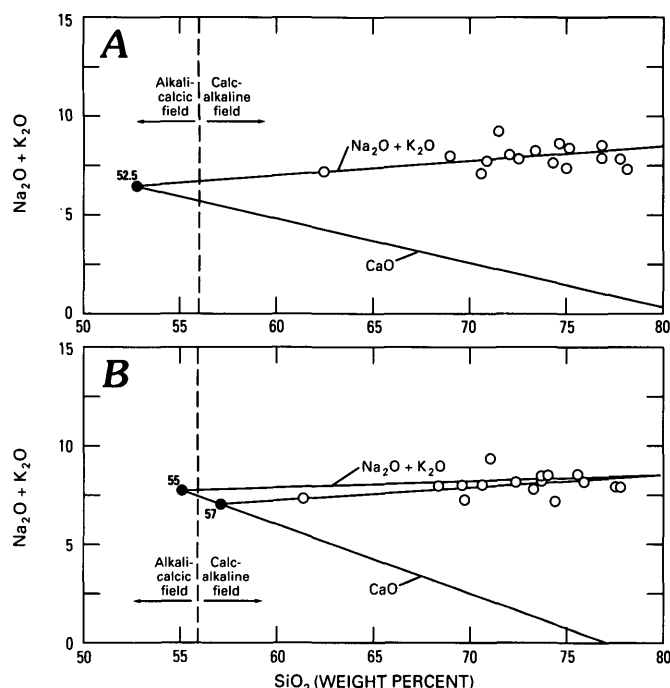 15
A
Alkali-
calcic
field
Calc-
alkaline
field
10
Na₂O + K₂O
Na₂O + K₂O
52.5
5
CaO
0
50 55 60 65 70 75 80
15
B
10
Na₂O + K₂O
Na₂O + K₂O
55
57
5
Alkali-
calcic
field
Calc-
alkaline
field
CaO
0
50 55 60 65 70 75 80
SiO₂ (WEIGHT PERCENT)